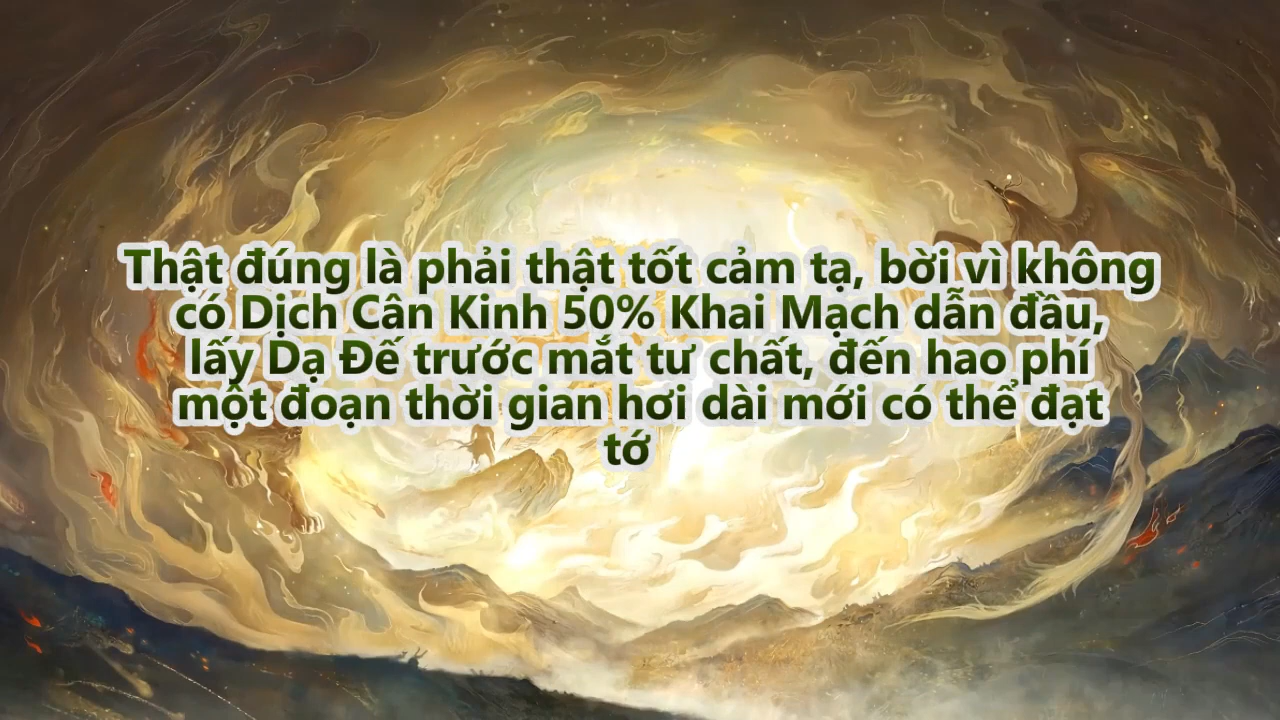 Thật đúng là phải thật tốt cảm tạ, bời vì không
có Dịch Cân Kinh 50% Khai Mạch dẫn đầu,
lấy Dạ Đế trước mắt tư chất, đến hao phí
một đoạn thời gian hơi dài mới có thể đạt
tớ